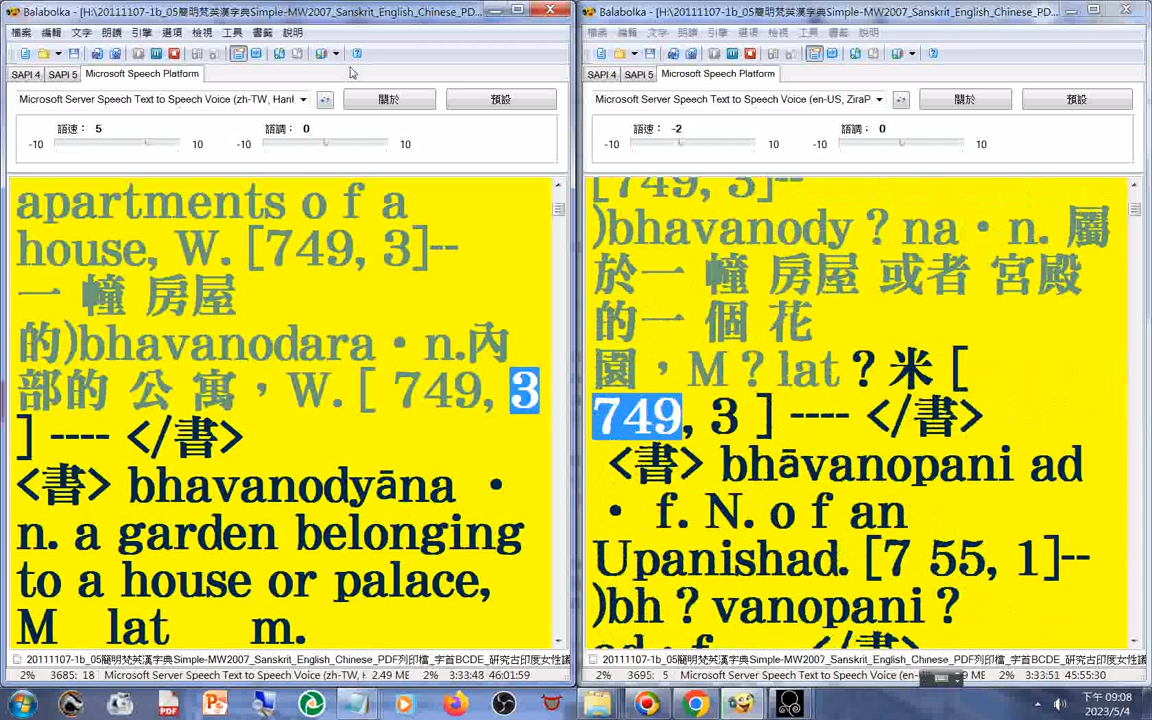 Balabolka - [H:\20111107-1b_05簡明梵英漢字典Simple-MW2007_Sanskrit_English_Chinese_PD...
檔案 編輯 文字 朗讀 引擎 選項 檢視 工具 書籤 說明
SAPI 4 SAPI 5 Microsoft Speech Platform
Microsoft Server Speech Text to Speech Voice (zh-TW, Han
關於 預設
語速: 5 語調: 0
-10 10 -10 10
apartments o f a
house, W. [749, 3]--
一 幢 房屋
的)bhavanodara·n.內
部的 公 寓,W. [ 749, 3
] ---- </書>
<書> bhavanodyāna ·
n. a garden belonging
to a house or palace,
M lat m.
20111107-1b_05簡明梵英漢字典Simple-MW2007_Sanskrit_English_Chinese_PDF列印檔_字首BCDE_研究古印度女性議
2% 3685: 18 Microsoft Server Speech Text to Speech Voice (zh-TW, H 2.49 ME 2% 3:33:48 46:01:59
Balabolka - [H:\20111107-1b_05簡明梵英漢字典Simple-MW2007_Sanskrit_English_Chinese_PD...
檔案 編輯 文字 朗讀 引擎 選項 檢視 工具 書籤 說明
SAPI 4 SAPI 5 Microsoft Speech Platform
Microsoft Server Speech Text to Speech Voice (en-US, ZiraP
關於 預設
語速: -2 語調: 0
-10 10 -10 10
[749, 3]--
)bhavanody ? na·n. 屬
於一 幢 房屋 或者 宮殿
的一 個 花
園,M ? lat ? 米 [
749, 3 ] ---- </書>
<書> bhāvanopani ad
· f. N. o f an
Upanishad. [7 55, 1]--
)bh ? vanopani ?
ad·f. </書>
20111107-1b_05簡明梵英漢字典Simple-MW2007_Sanskrit_English_Chinese_PDF列印檔_字首BCDE_研究古印度女性議
2% 3695: 5 Microsoft Server Speech Text to Speech Voice (en-US, Z ME 2% 3:33:51 45:55:30
下午 09:08
2023/5/4